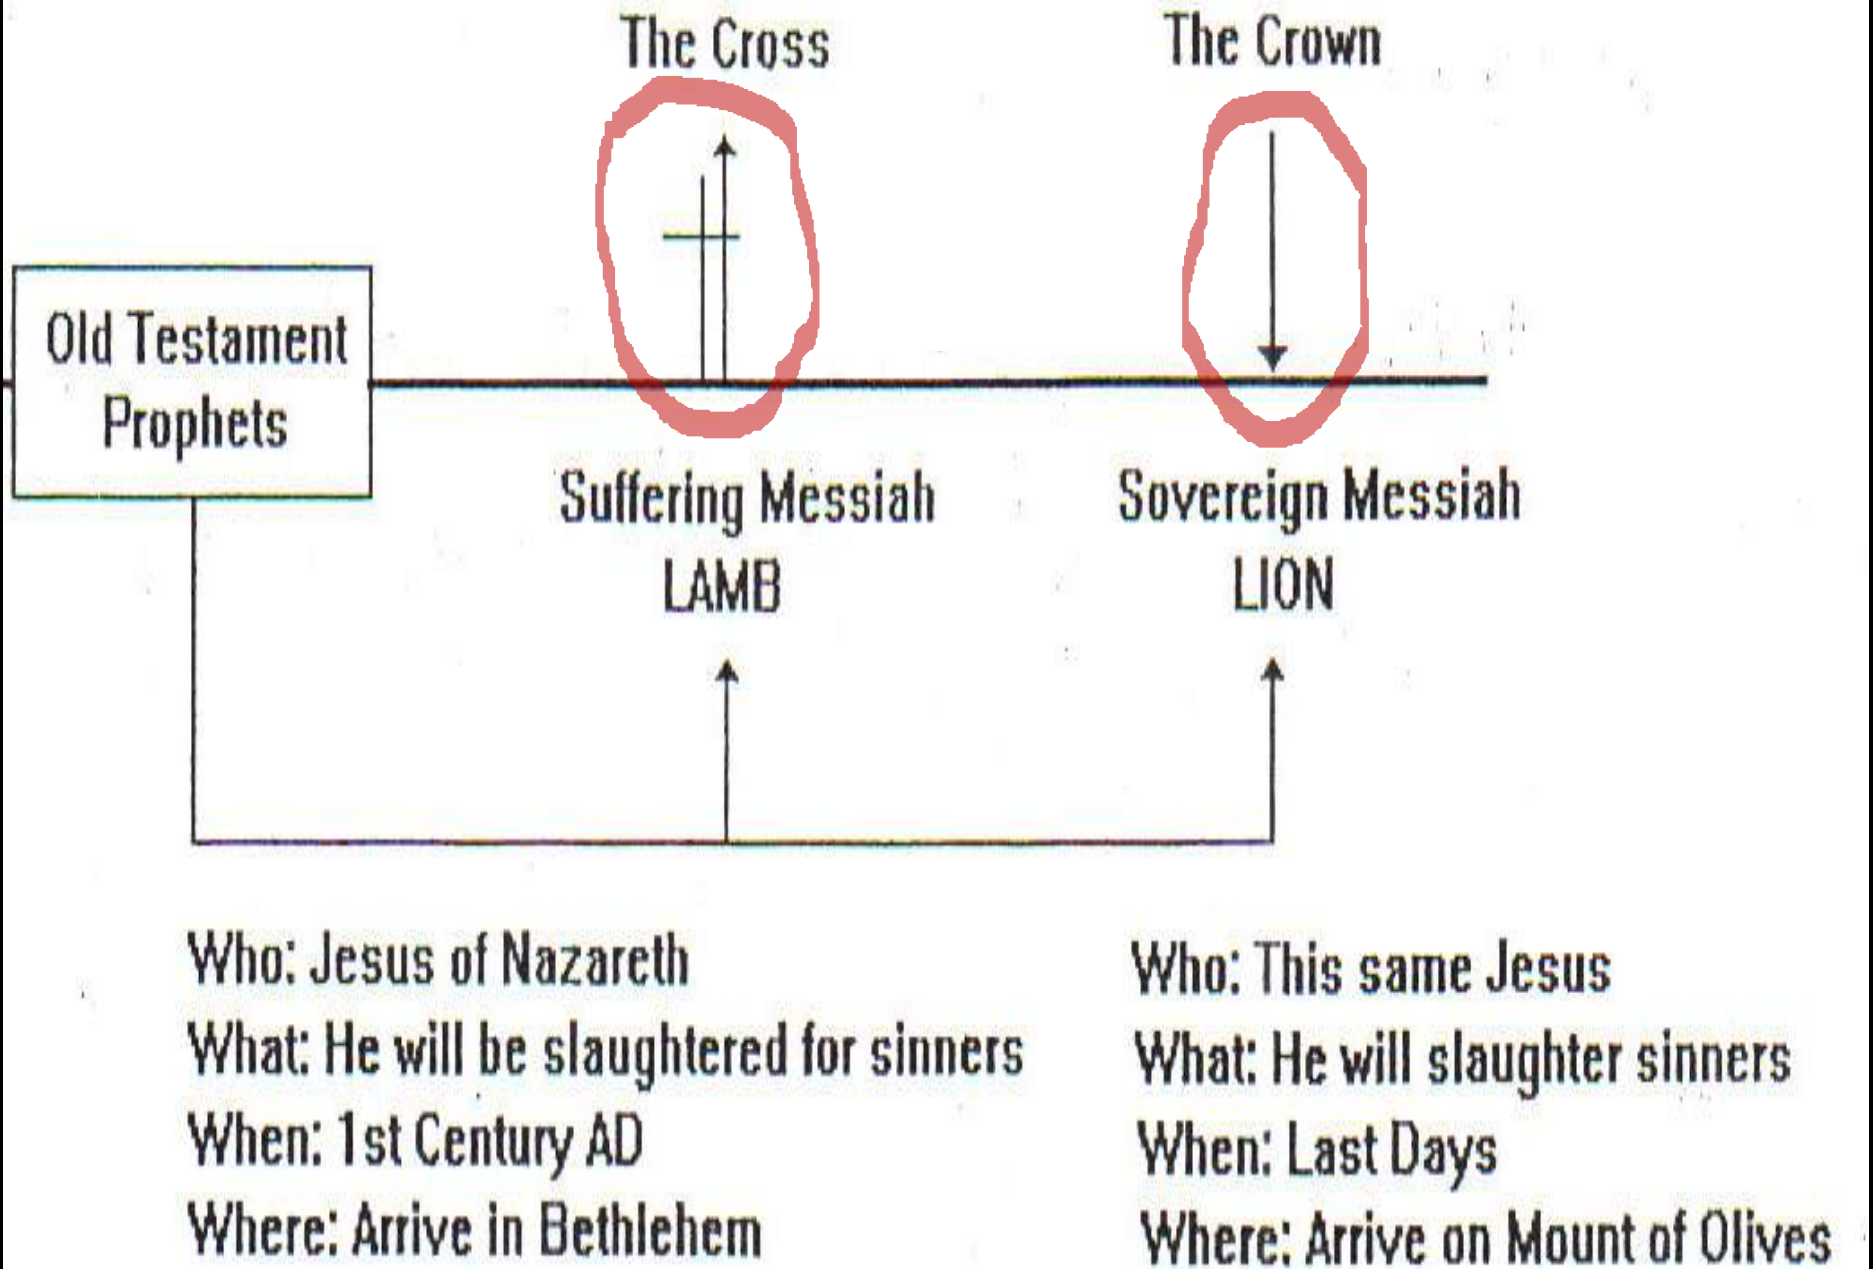 The Cross
The Crown
Old Testament
Prophets
Suffering Messiah
LAMB
Sovereign Messiah
LION
Who: Jesus of Nazareth
What: He will be slaughtered for sinners
When: 1st Century AD
Where: Arrive in Bethlehem
Who: This same Jesus
What: He will slaughter sinners
When: Last Days
Where: Arrive on Mount of Olives